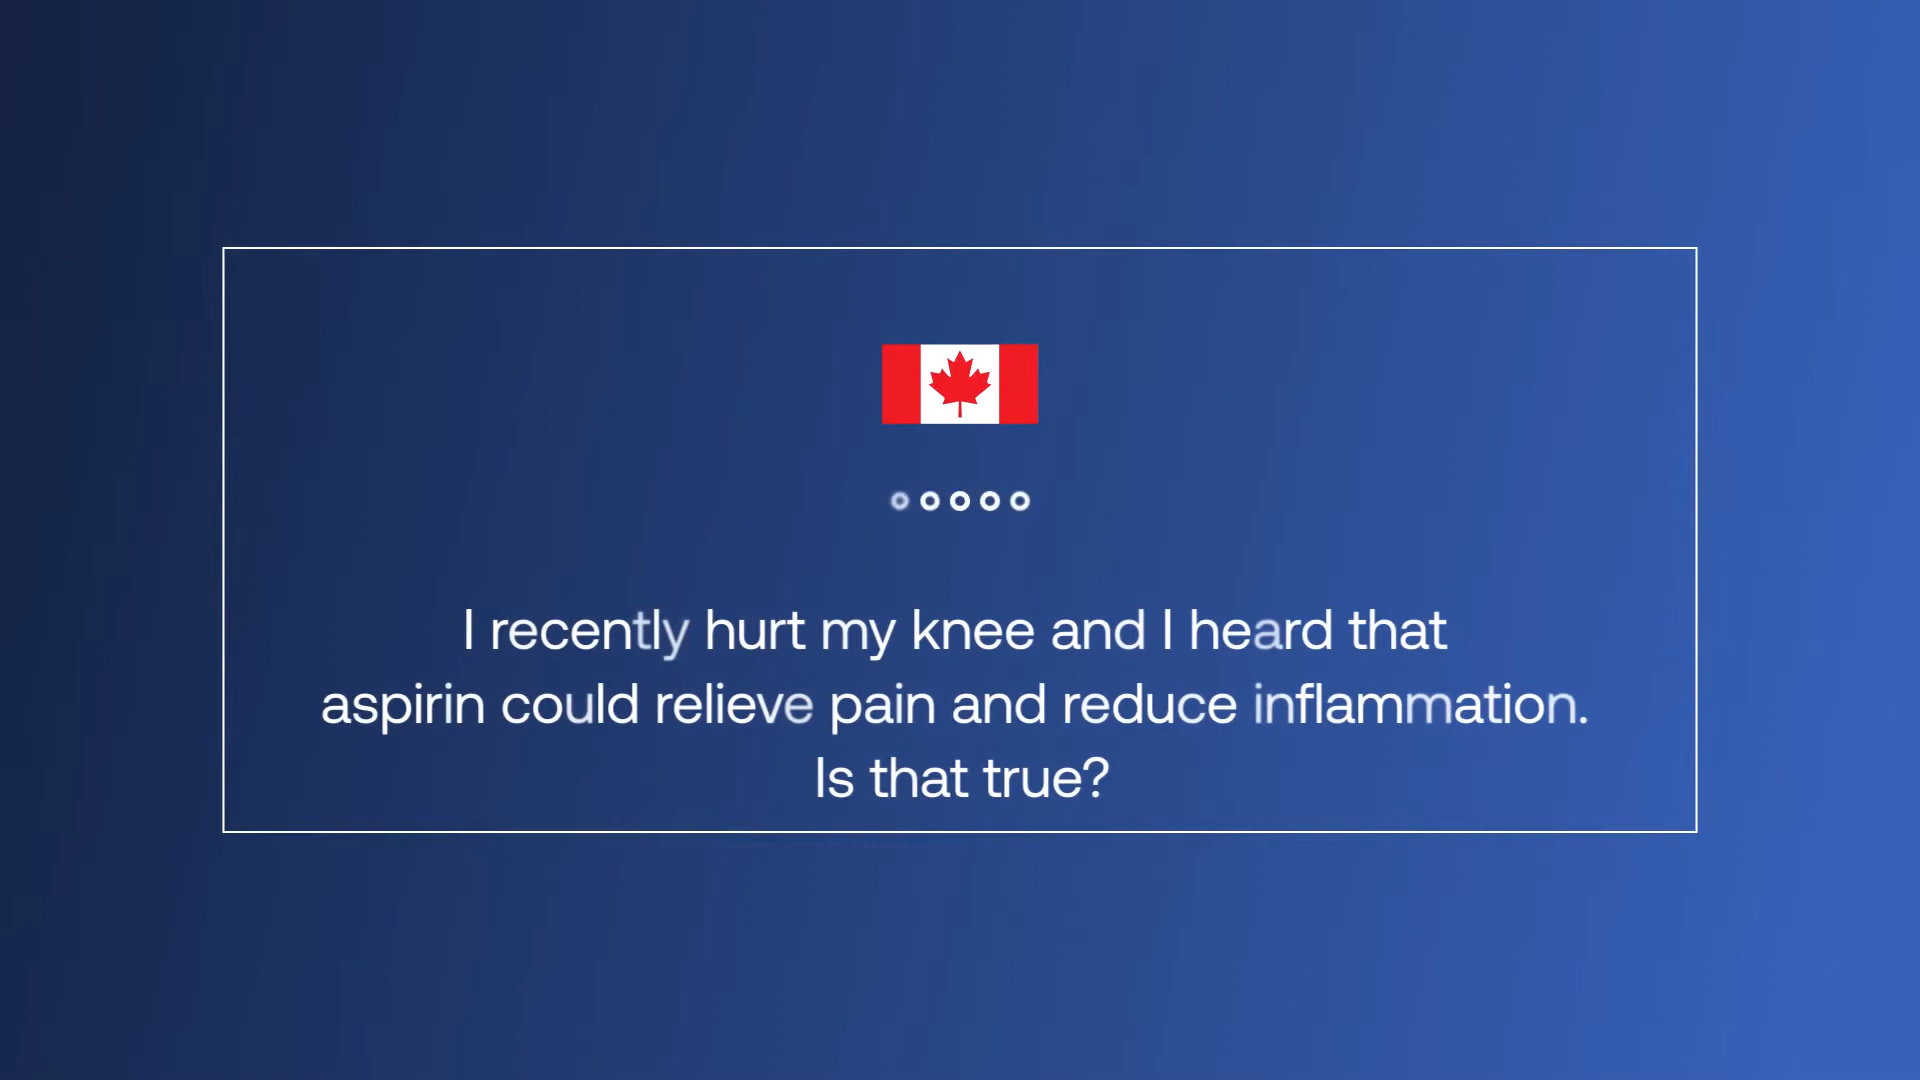 I recently hurt my knee and I heard that
aspirin could relieve pain and reduce inflammation.
Is that true?